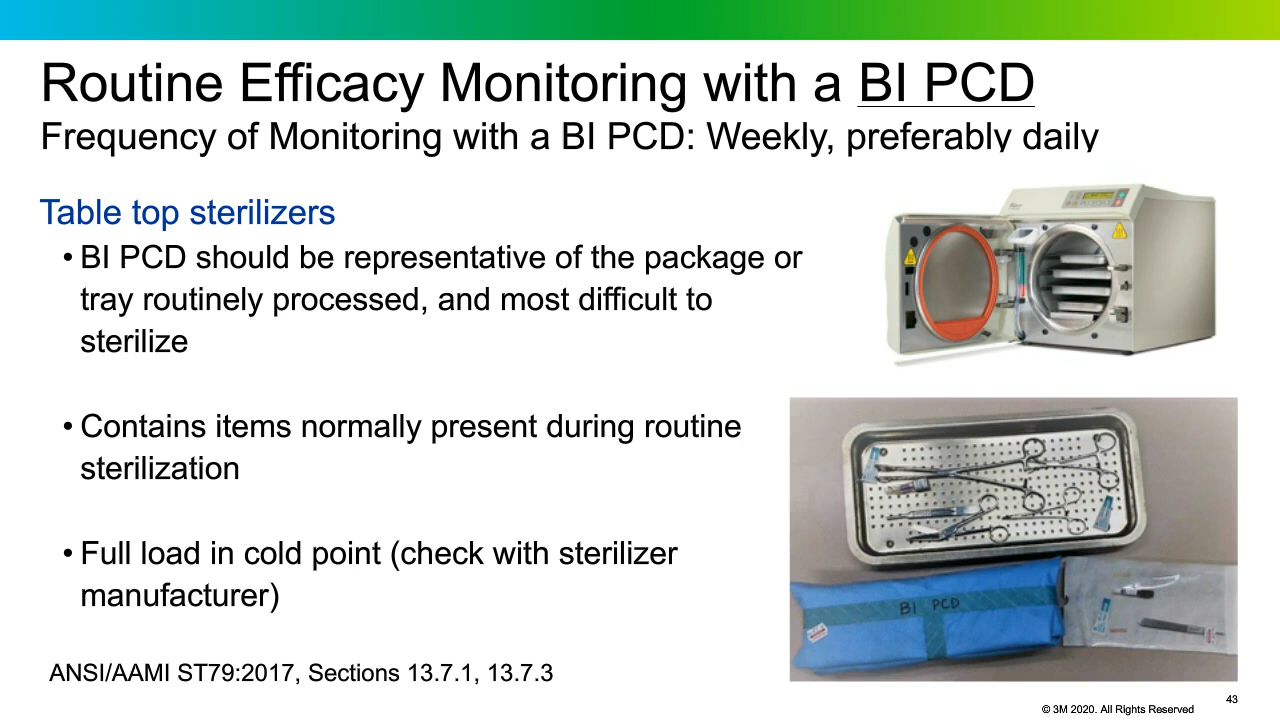 Routine Efficacy Monitoring with a BI PCD
Frequency of Monitoring with a BI PCD: Weekly, preferably daily
Table top sterilizers
• BI PCD should be representative of the package or
tray routinely processed, and most difficult to
sterilize
• Contains items normally present during routine
sterilization
• Full load in cold point (check with sterilizer
manufacturer)
BI PCD
ANSI/AAMI ST79:2017, Sections 13.7.1, 13.7.3
43
© 3M 2020. All Rights Reserved